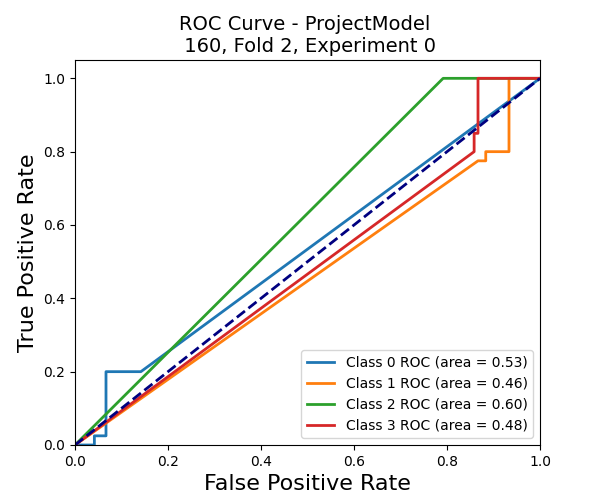 ROC Curve - ProjectModel
160, Fold 2, Experiment 0
True Positive Rate
1.0
0.8
0.6
0.4
0.2
0.0
Class 0 ROC (area = 0.53)
Class 1 ROC (area = 0.46)
Class 2 ROC (area = 0.60)
Class 3 ROC (area = 0.48)
0.0 0.2 0.4 0.6 0.8 1.0
False Positive Rate